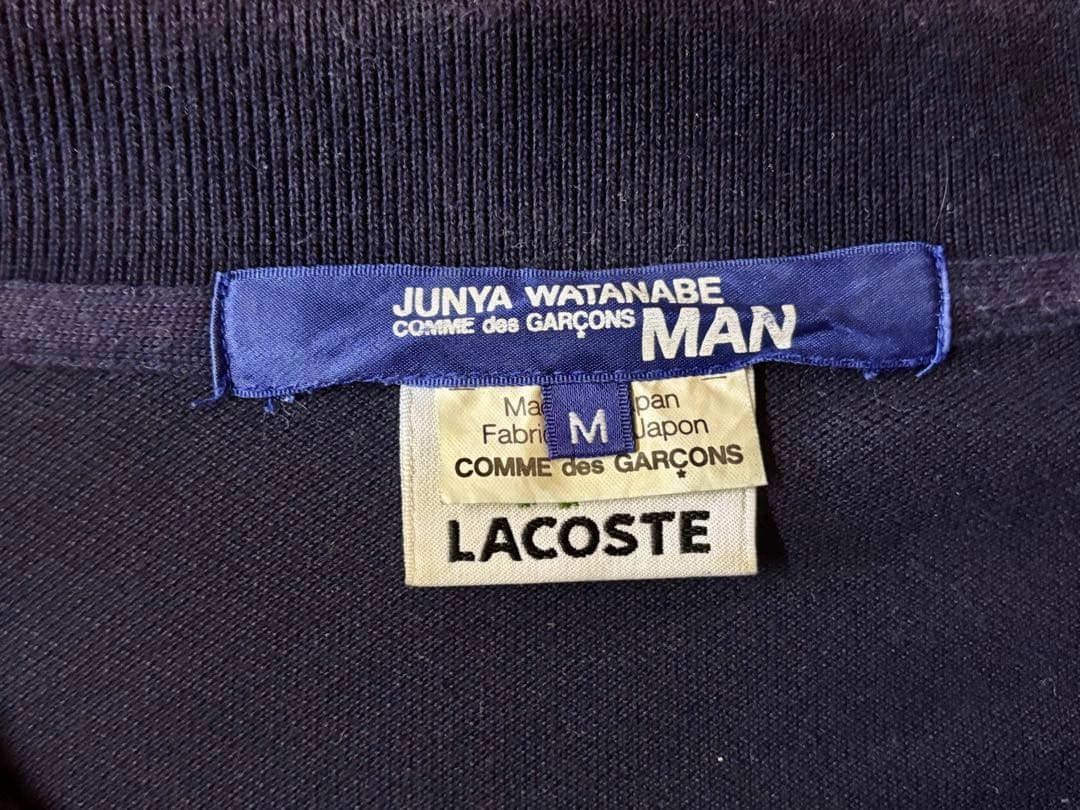 JUNYA WATANABE
COMME des GARÇONS MAN
M
Japon
COMME des GARÇONS
LACOSTE